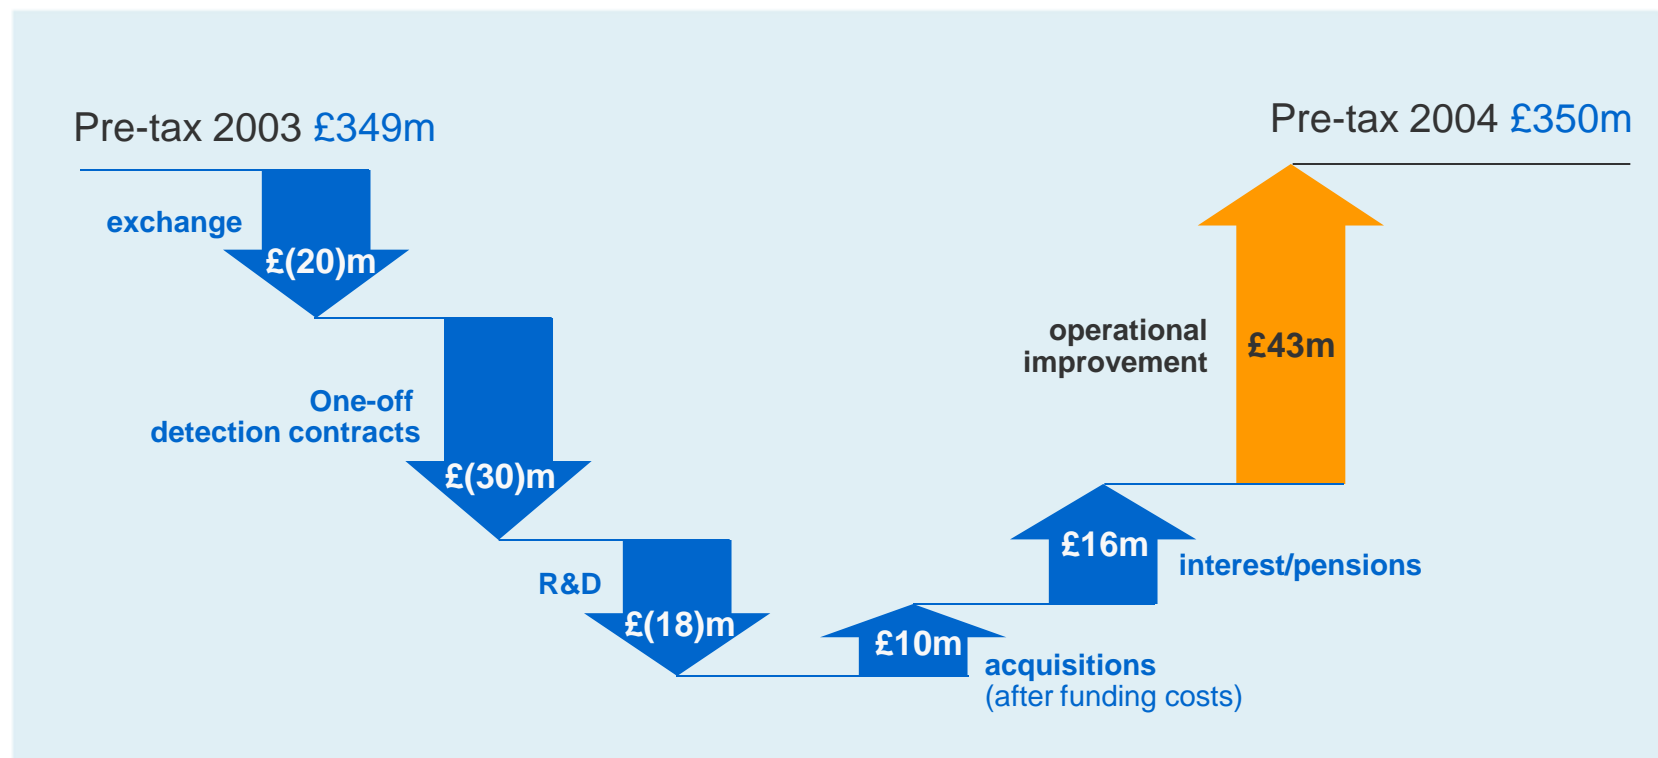 Pre-tax 2003 £349m
Pre-tax 2004 £350m
exchange
£(20)m
One-off
detection contracts
£(30)m
R&D
£(18)m
£10m
acquisitions
(after funding costs)
£16m
interest/pensions
operational
improvement
£43m